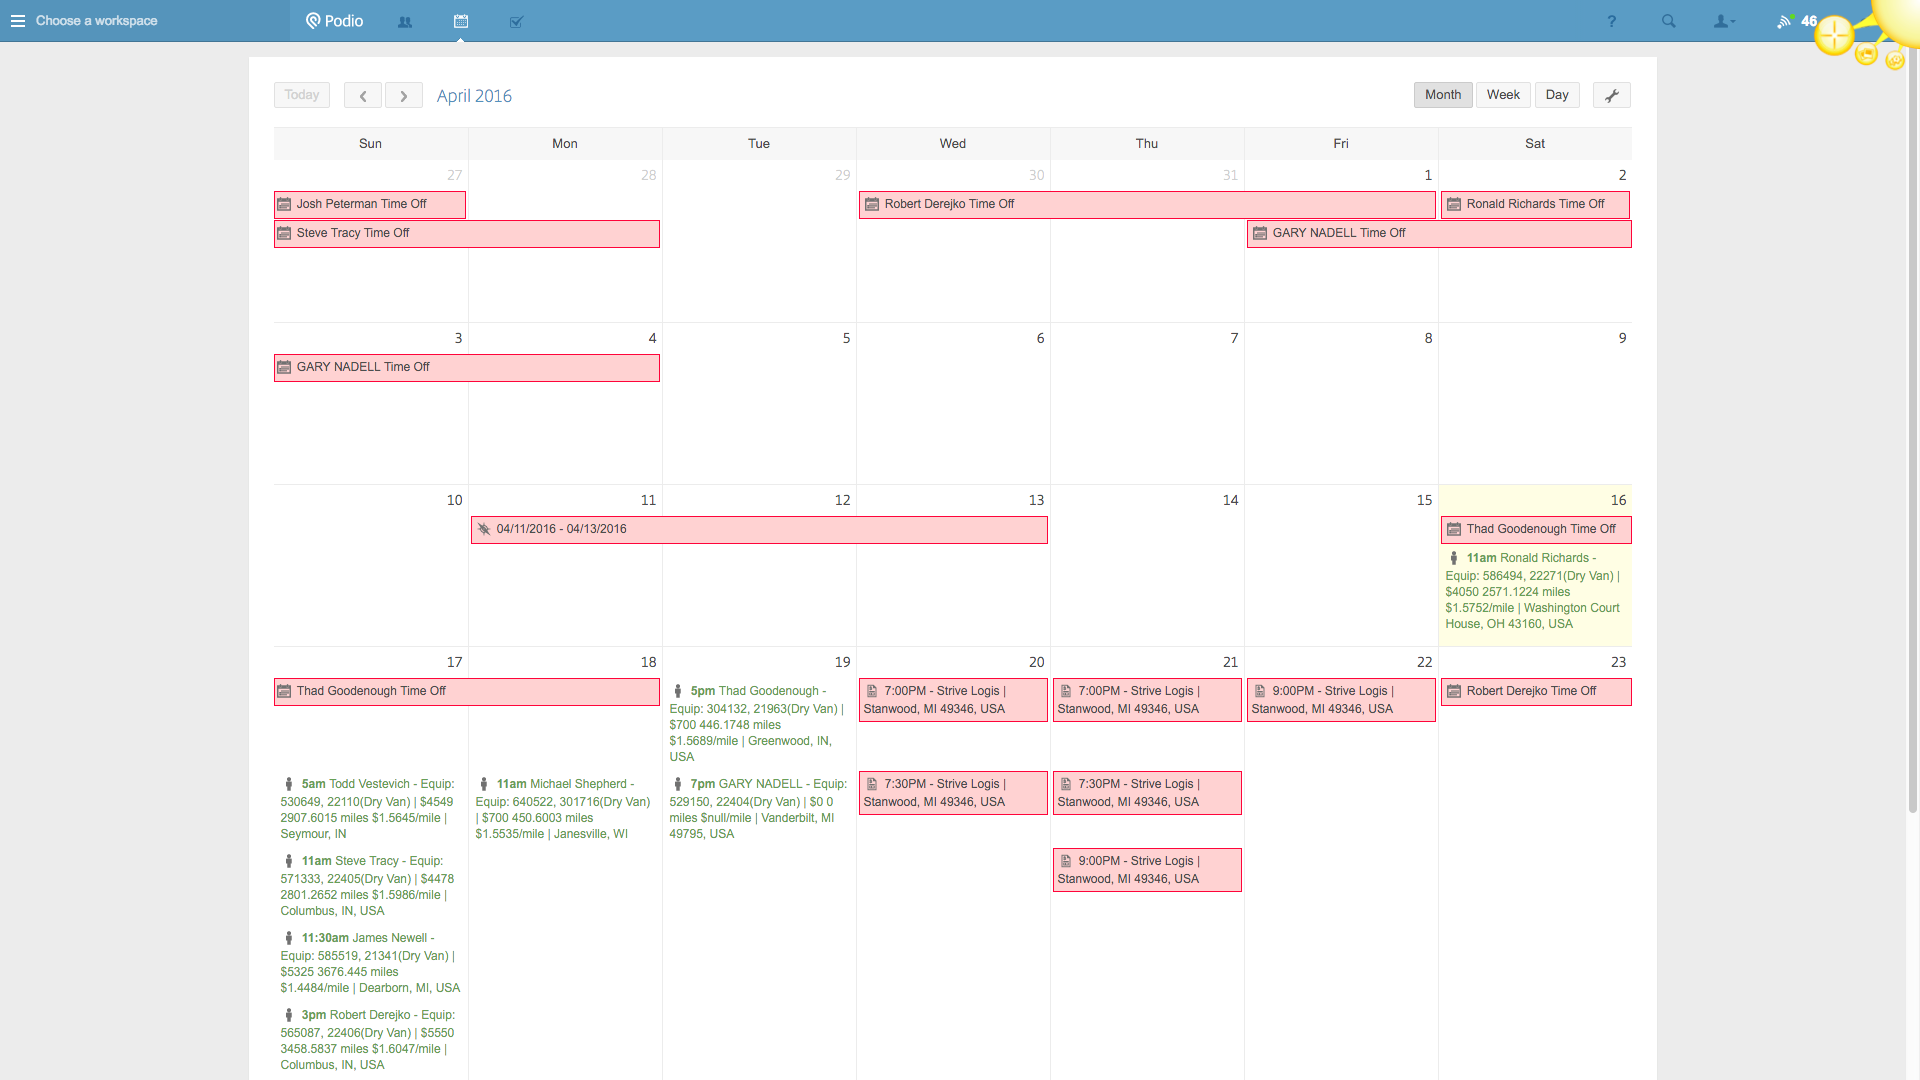 Choose a workspace
Podio
?
46
Today
April 2016
Month
Week
Day
Sun
Mon
Tue
Wed
Thu
Fri
Sat
27
28
29
30
31
1
2
Josh Peterman Time Off
Robert Derejko Time Off
Ronald Richards Time Off
Steve Tracy Time Off
GARY NADELL Time Off
3
4
5
6
7
8
9
GARY NADELL Time Off
10
11
12
13
14
15
16
04/11/2016 - 04/13/2016
Thad Goodenough Time Off
11am Ronald Richards -
Equip: 586494, 22271(Dry Van) |
$4050 2571.1224 miles
$1.5752/mile | Washington Court
House, OH 43160, USA
17
18
19
20
21
22
23
Thad Goodenough Time Off
5pm Thad Goodenough -
Equip: 304132, 21963(Dry Van) |
$700 446.1748 miles
$1.5689/mile | Greenwood, IN,
USA
7:00PM - Strive Logis |
Stanwood, MI 49346, USA
7:00PM - Strive Logis |
Stanwood, MI 49346, USA
9:00PM - Strive Logis |
Stanwood, MI 49346, USA
Robert Derejko Time Off
5am Todd Vestevich - Equip:
530649, 22110(Dry Van) | $4549
2907.6015 miles $1.5645/mile |
Seymour, IN
11am Michael Shepherd -
Equip: 640522, 301716(Dry Van)
| $700 450.6003 miles
$1.5535/mile | Janesville, WI
7pm GARY NADELL - Equip:
529150, 22404(Dry Van) | $0 0
miles $null/mile | Vanderbilt, MI
49795, USA
7:30PM - Strive Logis |
Stanwood, MI 49346, USA
7:30PM - Strive Logis |
Stanwood, MI 49346, USA
11am Steve Tracy - Equip:
571333, 22405(Dry Van) | $4478
2801.2652 miles $1.5986/mile |
Columbus, IN, USA
9:00PM - Strive Logis |
Stanwood, MI 49346, USA
11:30am James Newell -
Equip: 585519, 21341(Dry Van) |
$5325 3676.445 miles
$1.4484/mile | Dearborn, MI, USA
3pm Robert Derejko - Equip:
565087, 22406(Dry Van) | $5550
3458.5837 miles $1.6047/mile |
Columbus, IN, USA